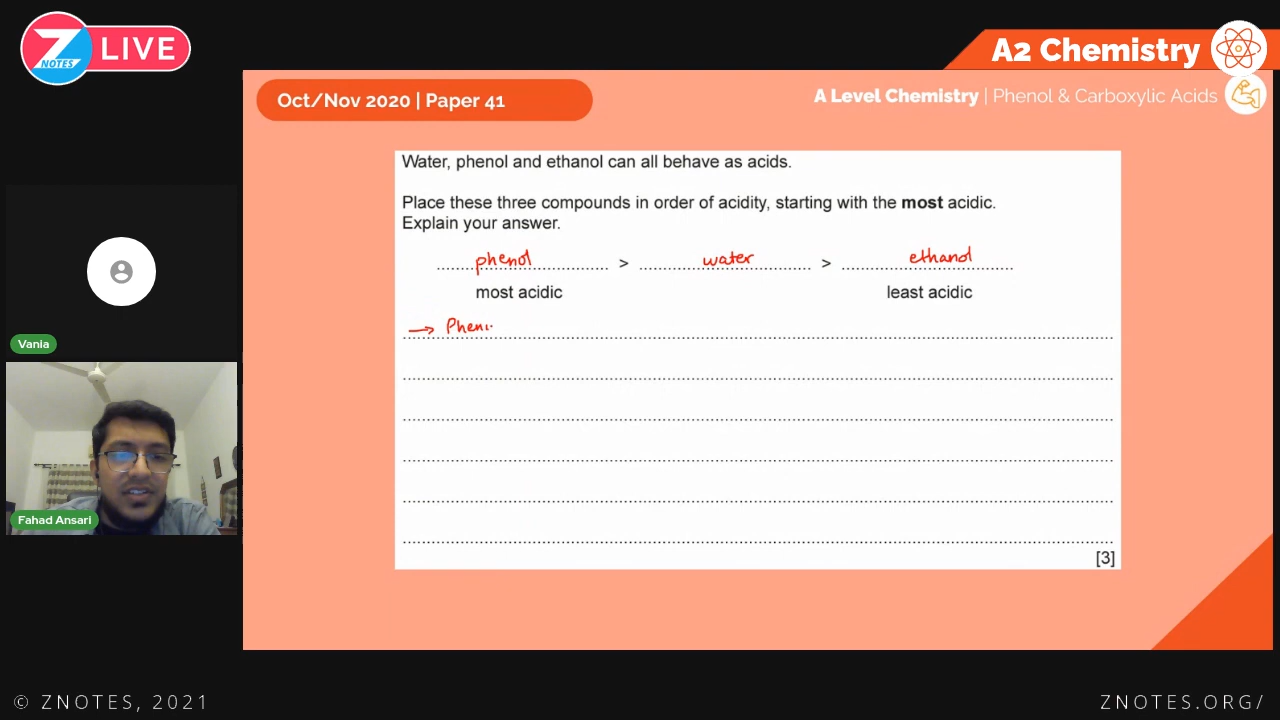 Z NOTES LIVE
A2 Chemistry
Oct/Nov 2020 | Paper 41
A Level Chemistry | Phenol & Carboxylic Acids
Water, phenol and ethanol can all behave as acids.
Place these three compounds in order of acidity, starting with the most acidic.
Explain your answer.
phenol > water > ethanol
most acidic least acidic
→ Phen
[3]
Vania
Fahad Ansari
© ZNOTES, 2021
ZNOTES.ORG/